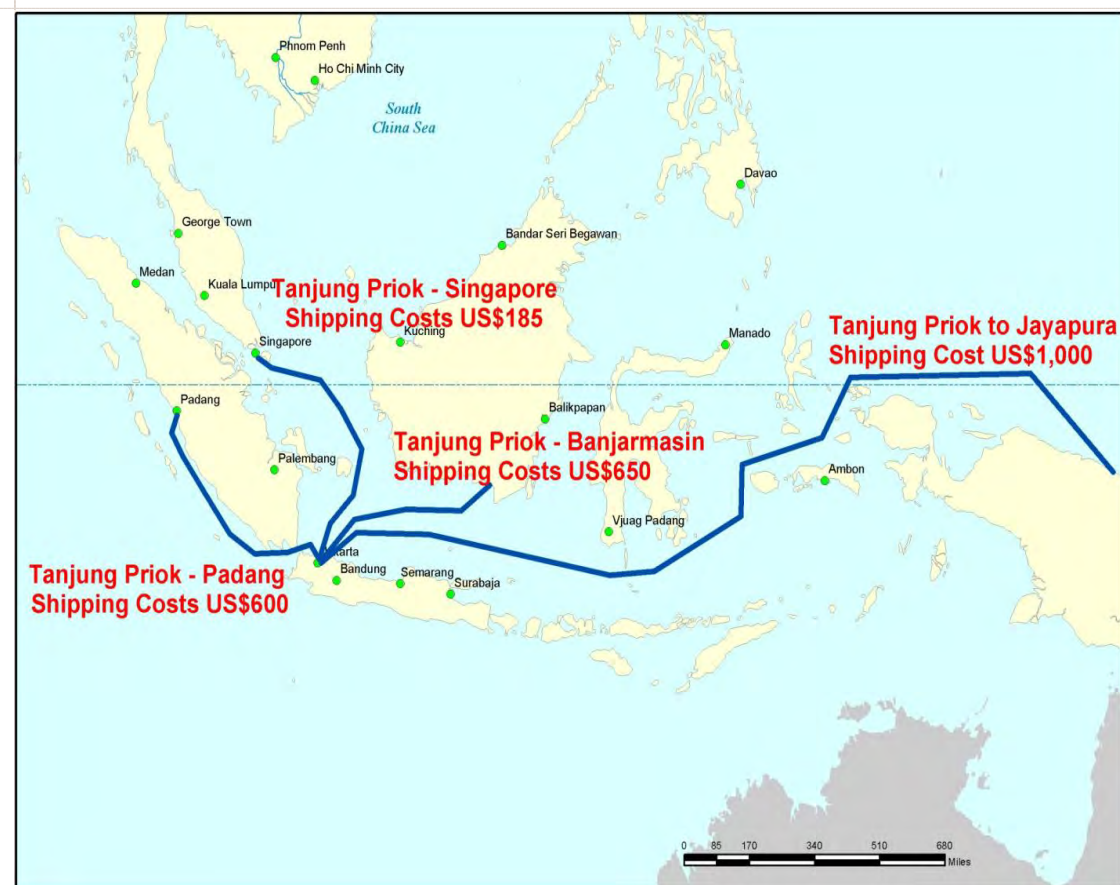 Phnom Penh
Ho Chi Minh City
South
China Sea
Davao
George Town
Bandar Seri Begawan
Medan
Kuala Lumpur
Tanjung Priok - Singapore
Shipping Costs US$185
Kuching
Singapore
Manado
Tanjung Priok to Jayapura
Shipping Cost US$1,000
Padang
Balikpapan
Tanjung Priok - Banjarmasin
Shipping Costs US$650
Palembang
Ambon
Vjuag Padang
Tanjung Priok - Padang
Shipping Costs US$600
Bandung
Semarang
Surabaja
0 85 170 340 510 680
Miles